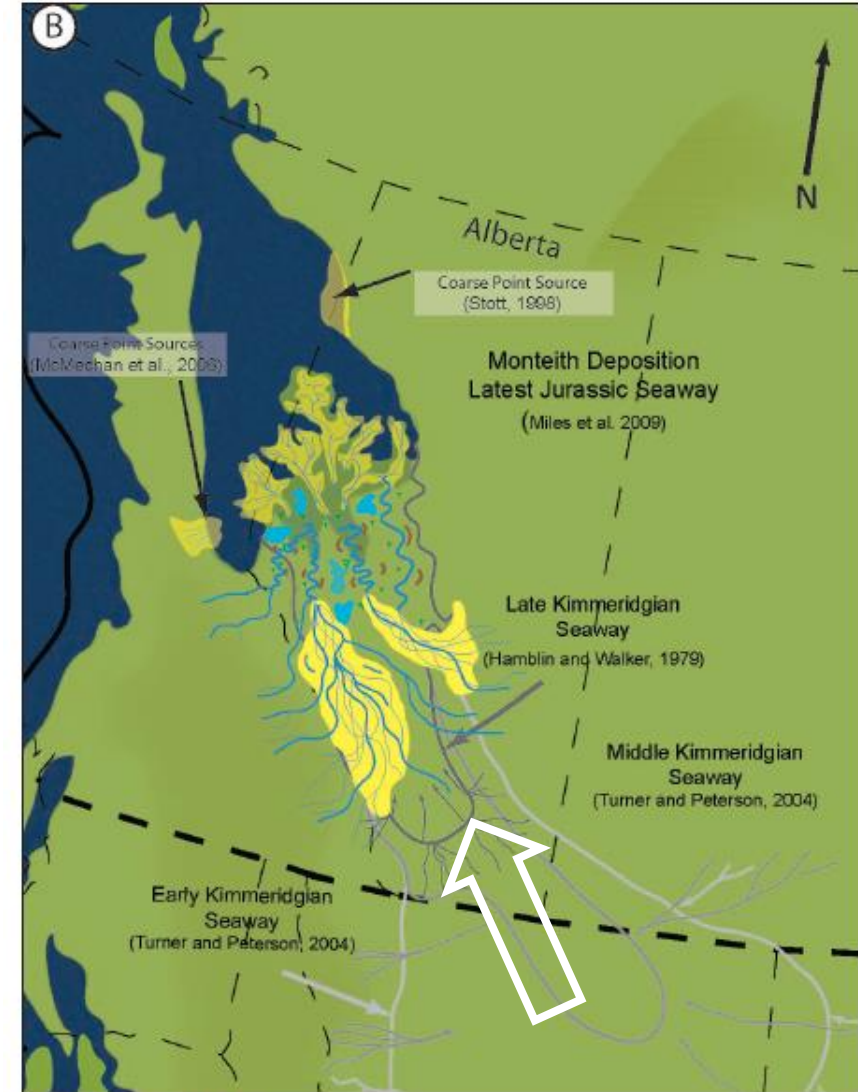 B
N
Alberta
Coarse Point Source
(Stott, 1998)
Coarse Point Sources
(McMechan et al., 2006)
Monteith Deposition
Latest Jurassic Seaway
(Miles et al. 2009)
Late Kimmeridgian
Seaway
(Hamblin and Walker, 1979)
Middle Kimmeridgian
Seaway
(Turner and Peterson, 2004)
Early Kimmeridgian
Seaway
(Turner and Peterson, 2004)